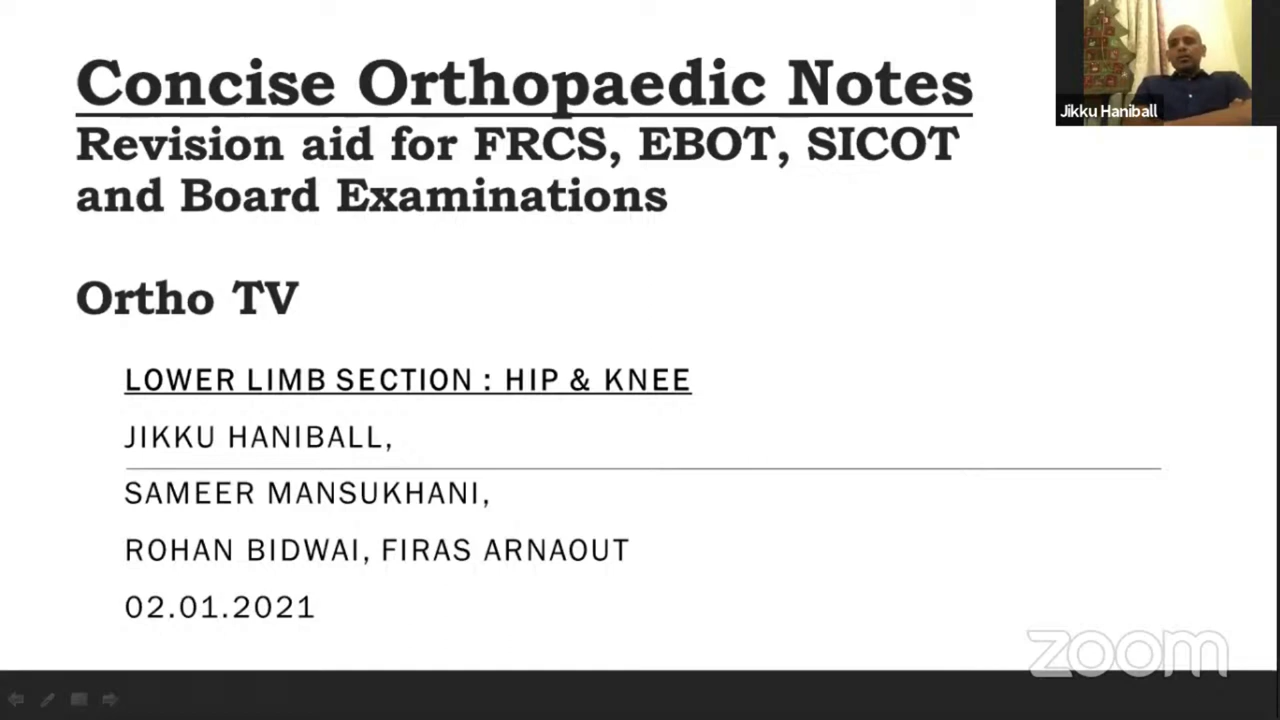 Concise Orthopaedic Notes
Revision aid for FRCS, EBOT, SICOT
and Board Examinations
Jikku Haniball
Ortho TV
LOWER LIMB SECTION : HIP & KNEE
JIKKU HANIBALL,
SAMEER MANSUKHANI,
ROHAN BIDWAI, FIRAS ARNAOUT
02.01.2021
zoom